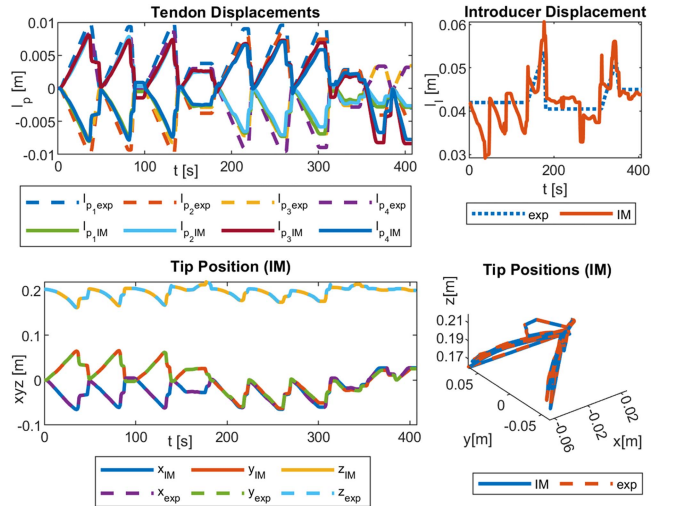 Tendon Displacements
0.01
0.005
0
-0.005
-0.01
l_p [m]
0
100
200
300
400
t [s]
l_p1exp
l_p2exp
l_p3exp
l_p4exp
l_p1IM
l_p2IM
l_p3IM
l_p4IM
Introducer Displacement
0.06
0.05
0.04
0.03
l_I [m]
0
200
400
t [s]
exp
IM
Tip Position (IM)
0.2
0.1
0
-0.1
xyz [m]
0
100
200
300
400
t [s]
x_IM
y_IM
z_IM
x_exp
y_exp
z_exp
Tip Positions (IM)
z[m]
0.21
0.19
0.17
0.05
0
-0.05
y[m]
-0.06
-0.02
0.02
x[m]
IM
exp